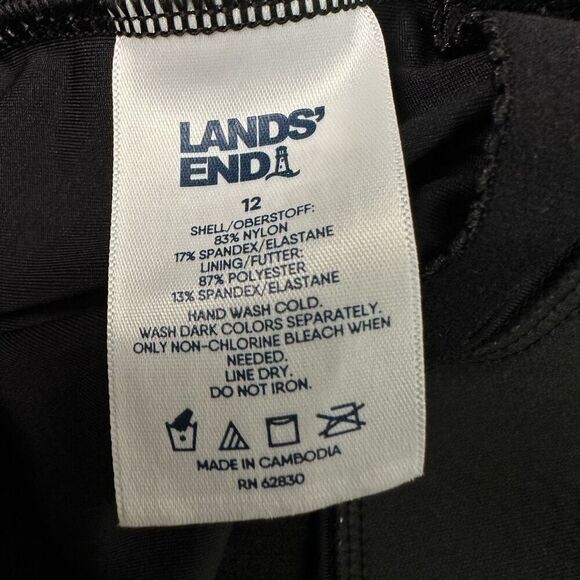 LANDS'
END
12
SHELL/OBERSTOFF:
83% NYLON
17% SPANDEX/ELASTANE
LINING/FUTTER:
87% POLYESTER
13% SPANDEX/ELASTANE
HAND WASH COLD.
WASH DARK COLORS SEPARATELY.
ONLY NON-CHLORINE BLEACH WHEN
NEEDED.
LINE DRY.
DO NOT IRON.
MADE IN CAMBODIA
RN 62830